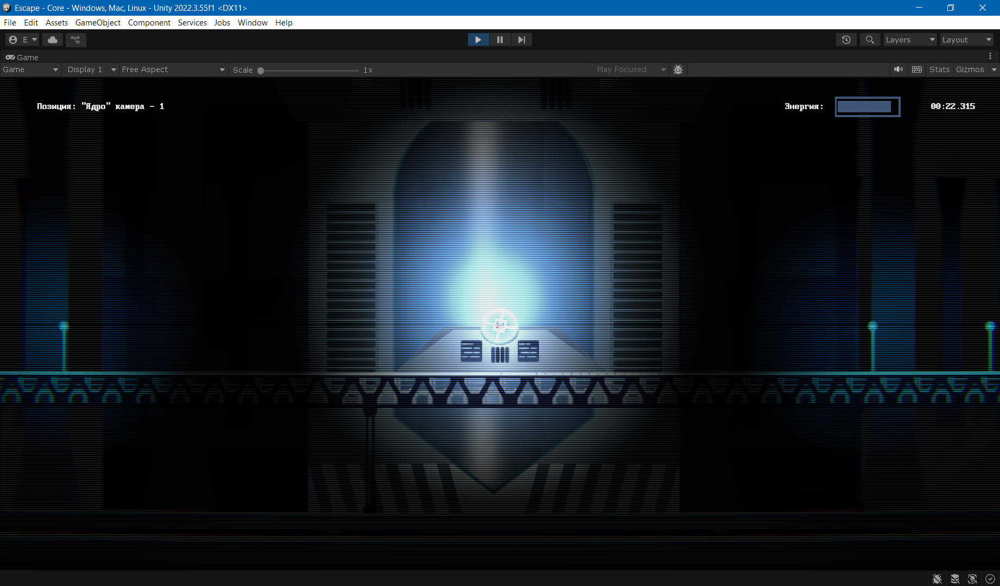 Escape - Core - Windows, Mac, Linux - Unity 2022.3.55f1 <DX11>
File Edit Assets GameObject Component Services Jobs Window Help
E Layers Layout
Game
Game Display 1 Free Aspect Scale 1x Play Focused Stats Gizmos
Позиция: "Ядро" камера - 1 Энергия: 00:22.315